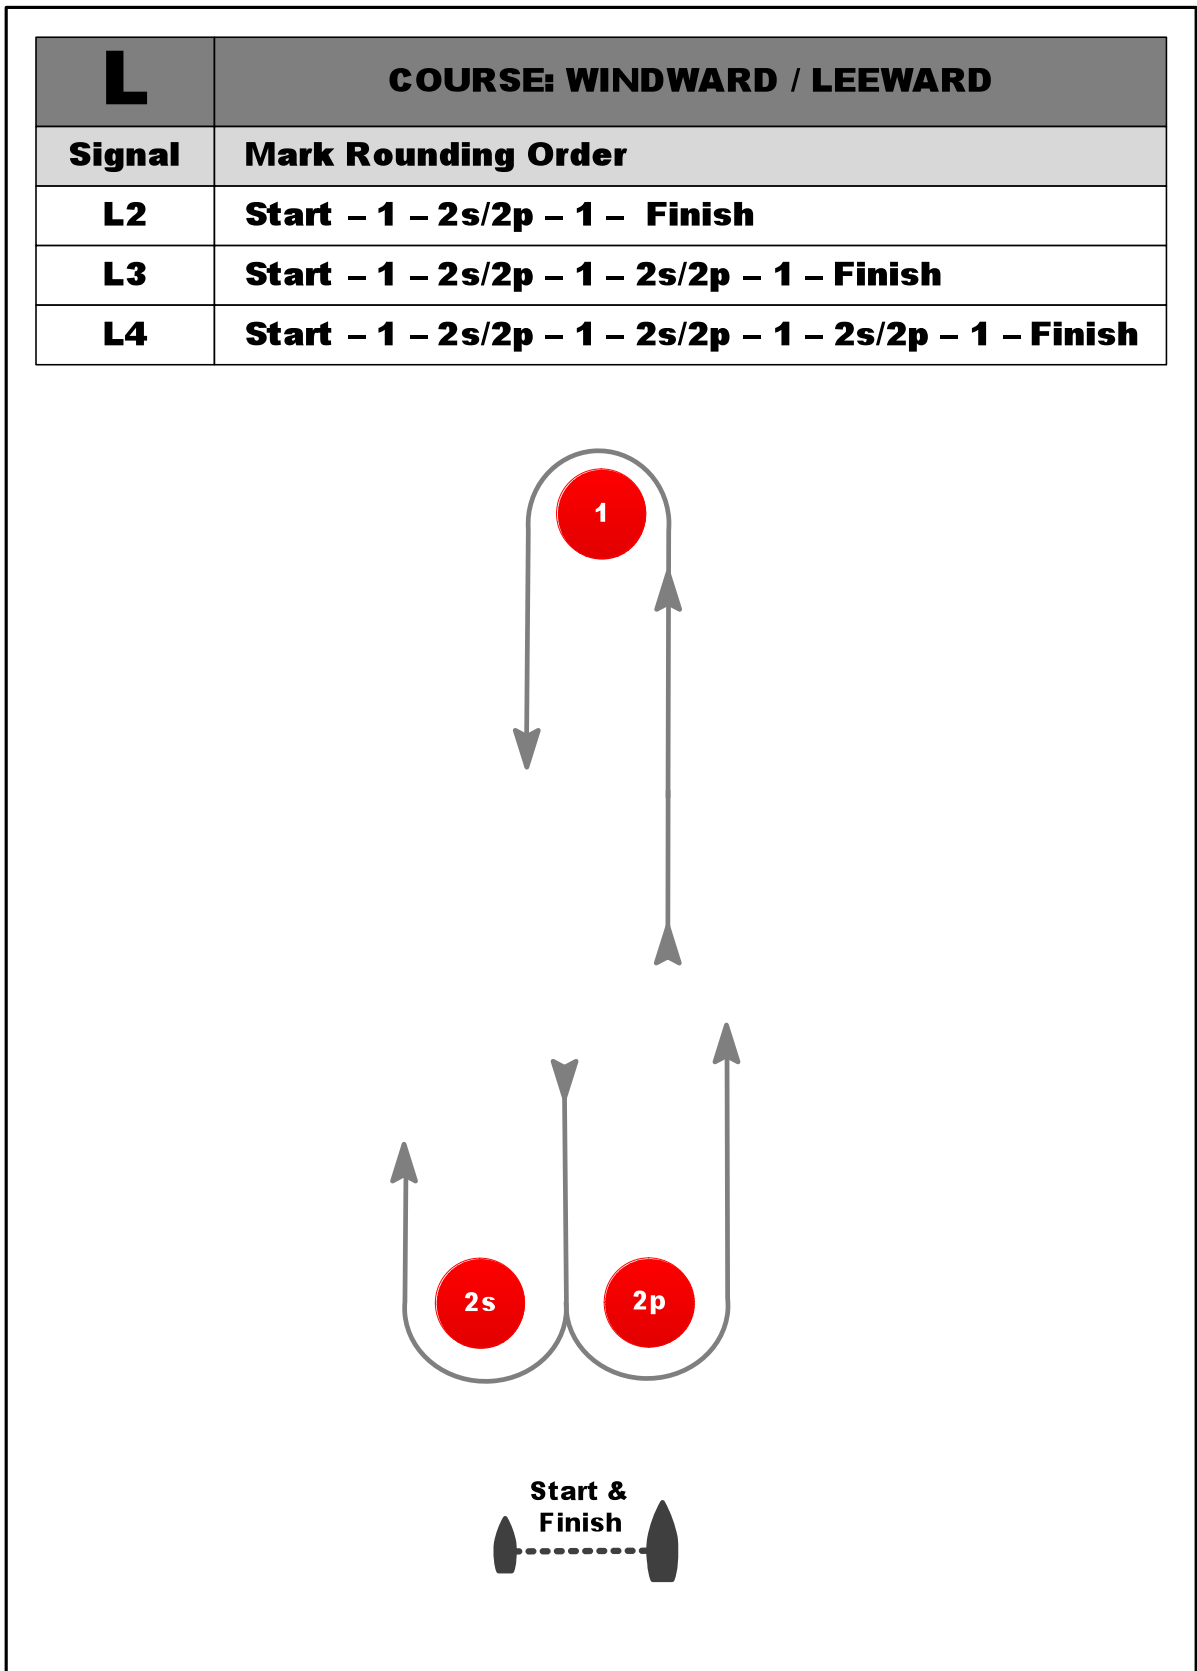 L COURSE: WINDWARD / LEEWARD
Signal Mark Rounding Order
L2 Start – 1 – 2s/2p – 1 – Finish
L3 Start – 1 – 2s/2p – 1 – 2s/2p – 1 – Finish
L4 Start – 1 – 2s/2p – 1 – 2s/2p – 1 – 2s/2p – 1 – Finish
1
2s 2p
Start &
Finish